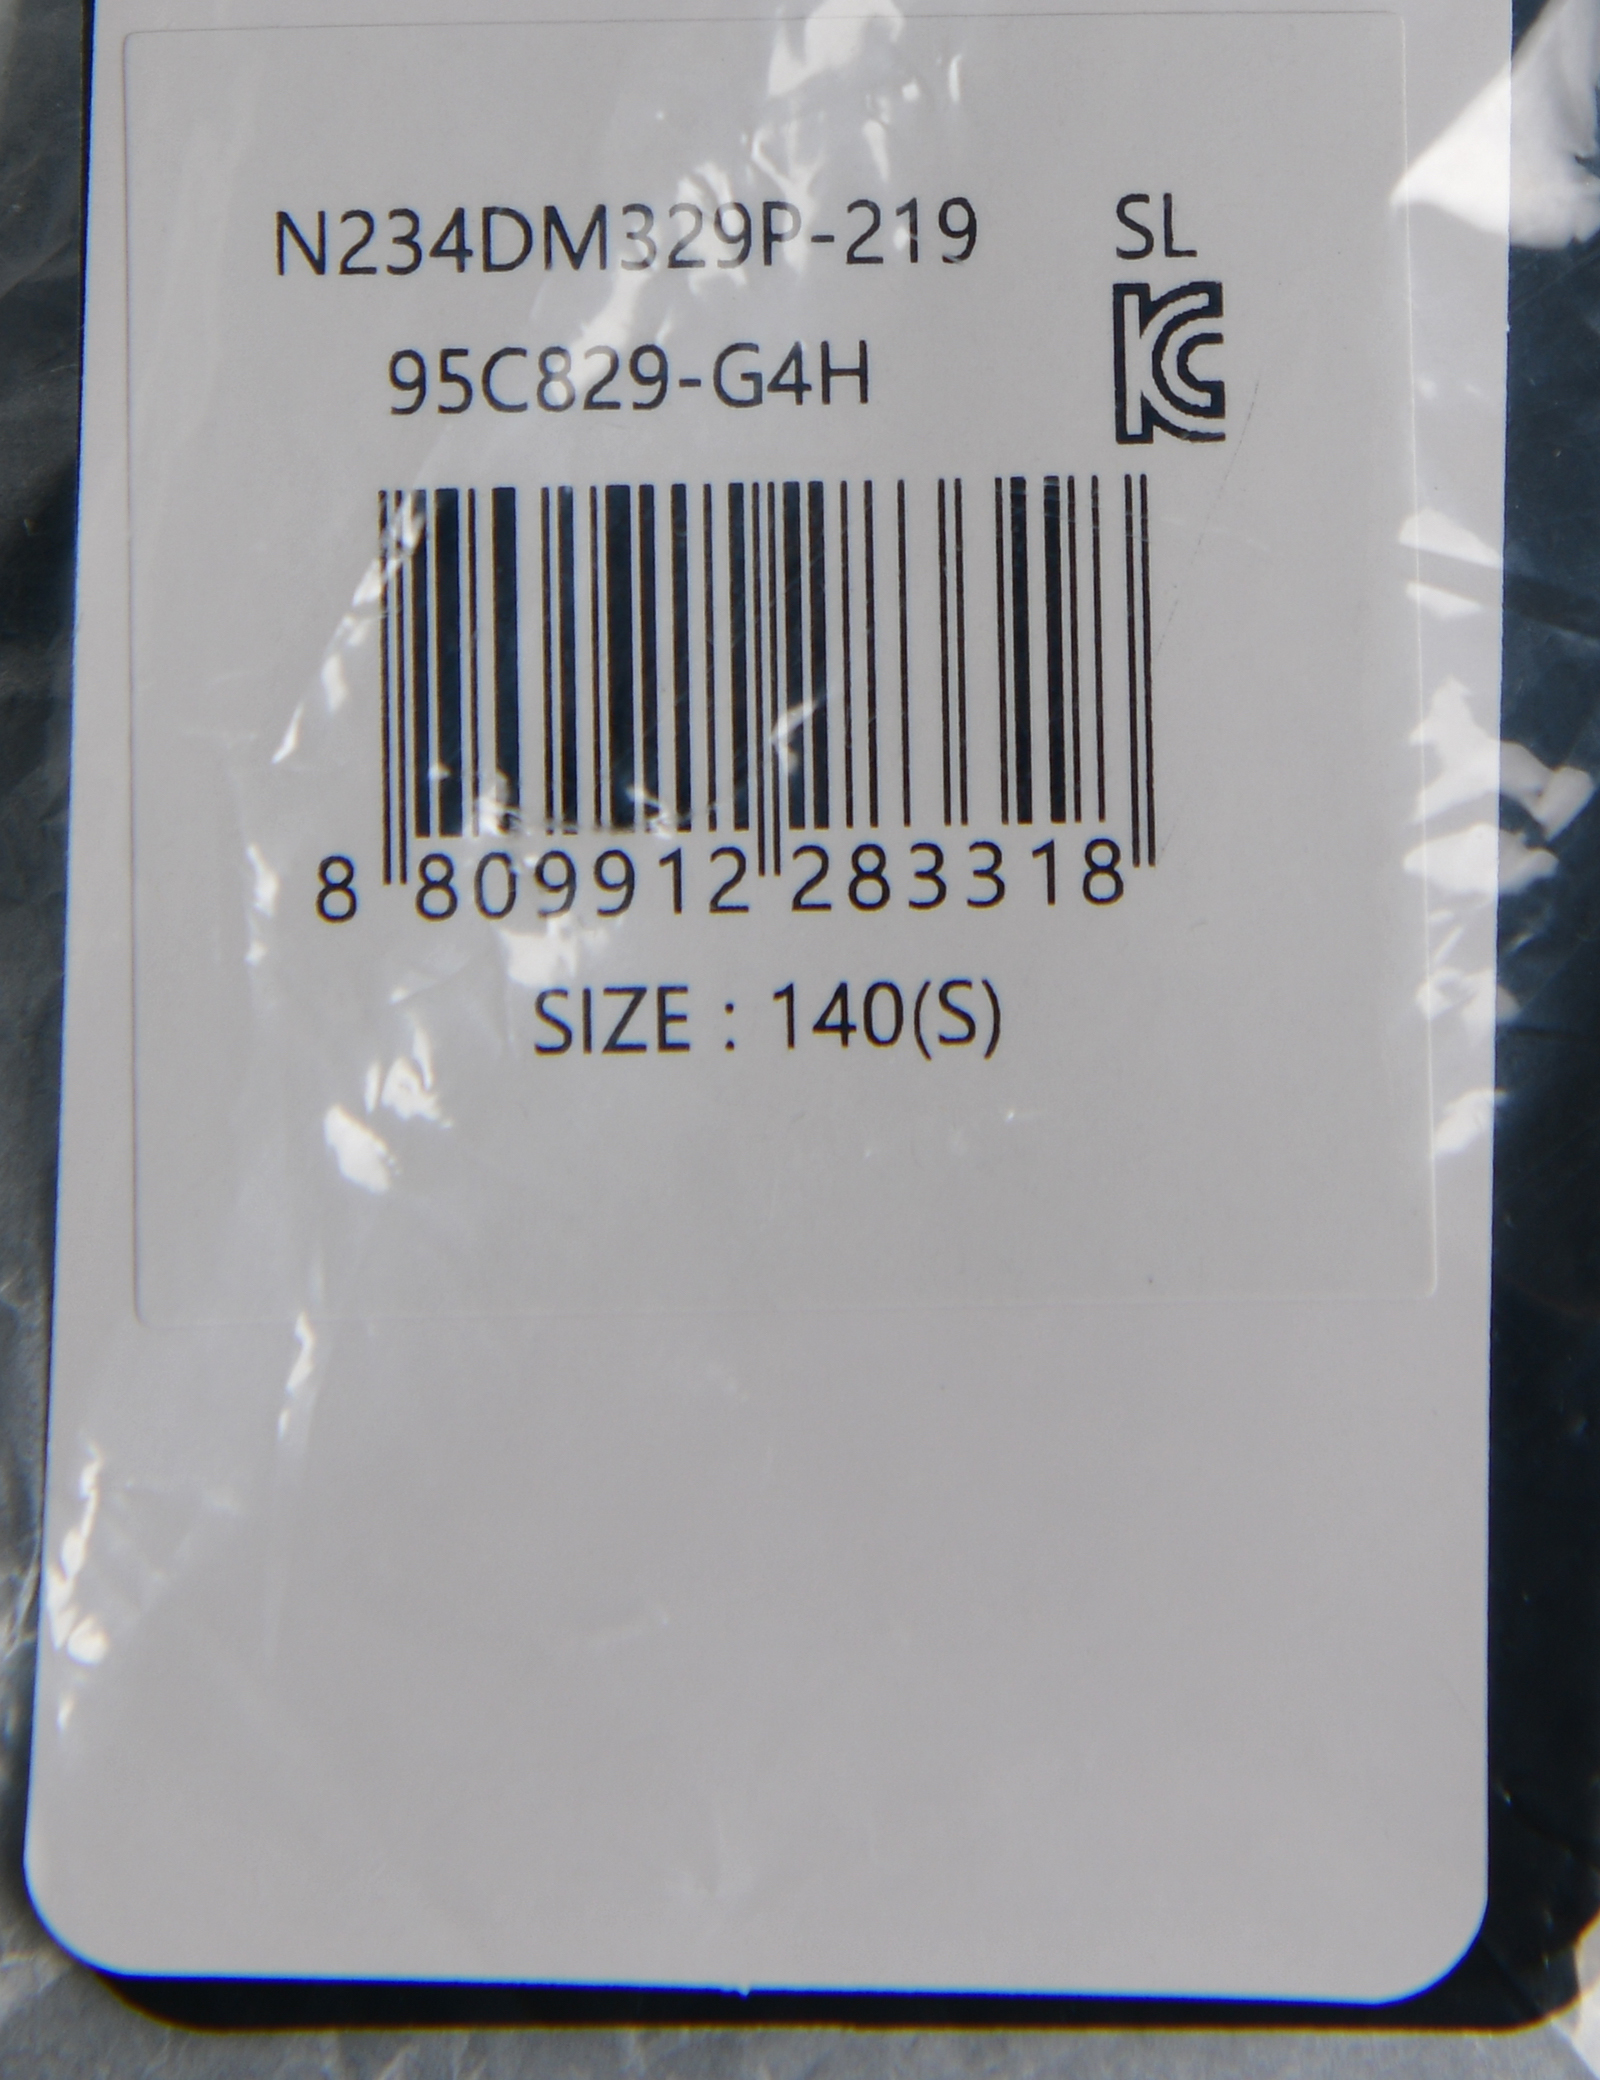 N234DM329P-219 SL
95C829-G4H
8 809912 283318
SIZE : 140(S)